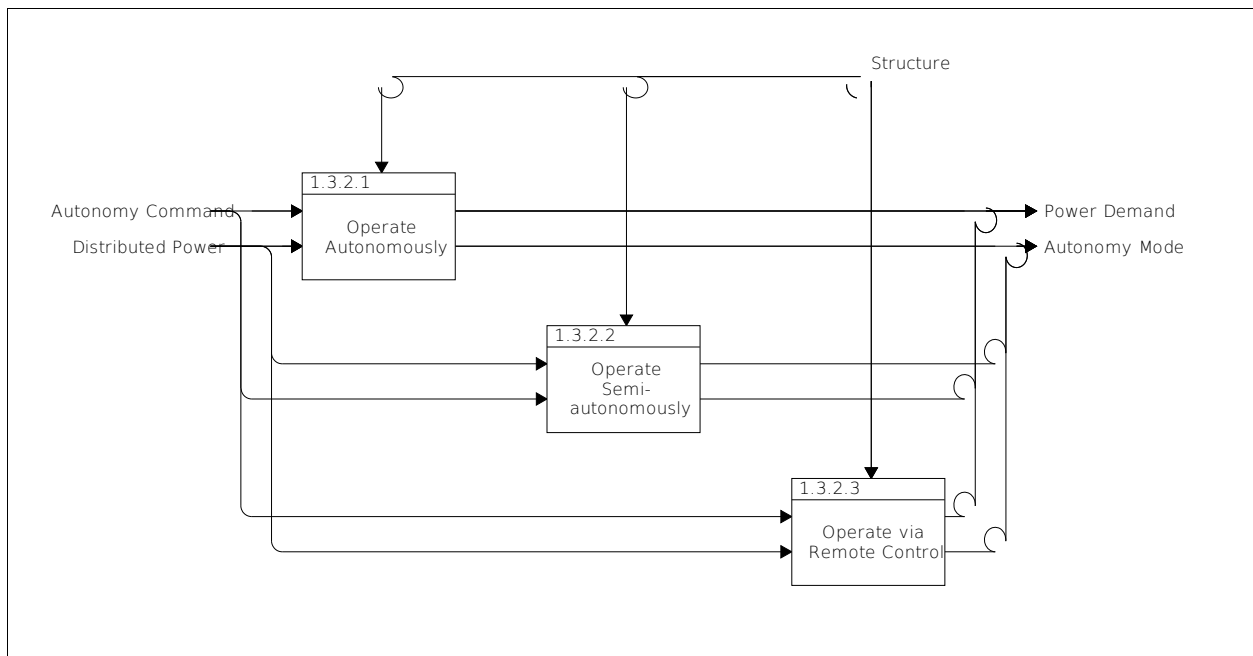 Structure
1.3.2.1
Autonomy Command
Operate
Autonomously
Distributed Power
Power Demand
Autonomy Mode
1.3.2.2
Operate
Semi-
autonomously
1.3.2.3
Operate via
Remote Control